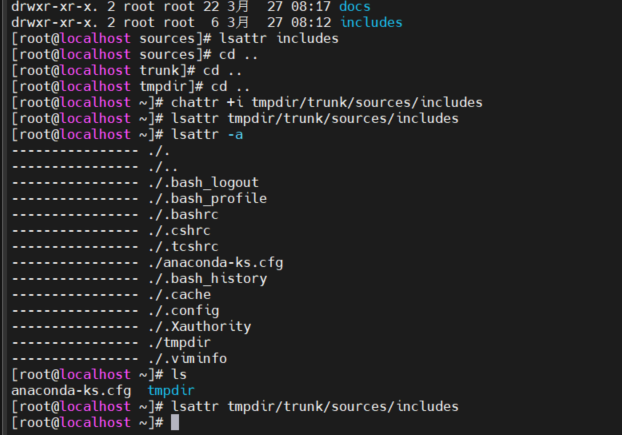 drwxr-xr-x. 2 root root 22 3月  27 08:17 docs
drwxr-xr-x. 2 root root  6 3月  27 08:12 includes
[root@localhost sources]# lsattr includes
[root@localhost sources]# cd ..
[root@localhost trunk]# cd ..
[root@localhost tmpdir]# cd ..
[root@localhost ~]# chattr +i tmpdir/trunk/sources/includes
[root@localhost ~]# lsattr tmpdir/trunk/sources/includes
[root@localhost ~]# lsattr -a
---------------- ./.
---------------- ./..
---------------- ./.bash_logout
---------------- ./.bash_profile
---------------- ./.bashrc
---------------- ./.cshrc
---------------- ./.tcshrc
---------------- ./anaconda-ks.cfg
---------------- ./.bash_history
---------------- ./.cache
---------------- ./.config
---------------- ./.Xauthority
---------------- ./tmpdir
---------------- ./.viminfo
[root@localhost ~]# ls
anaconda-ks.cfg  tmpdir
[root@localhost ~]# lsattr tmpdir/trunk/sources/includes
[root@localhost ~]#